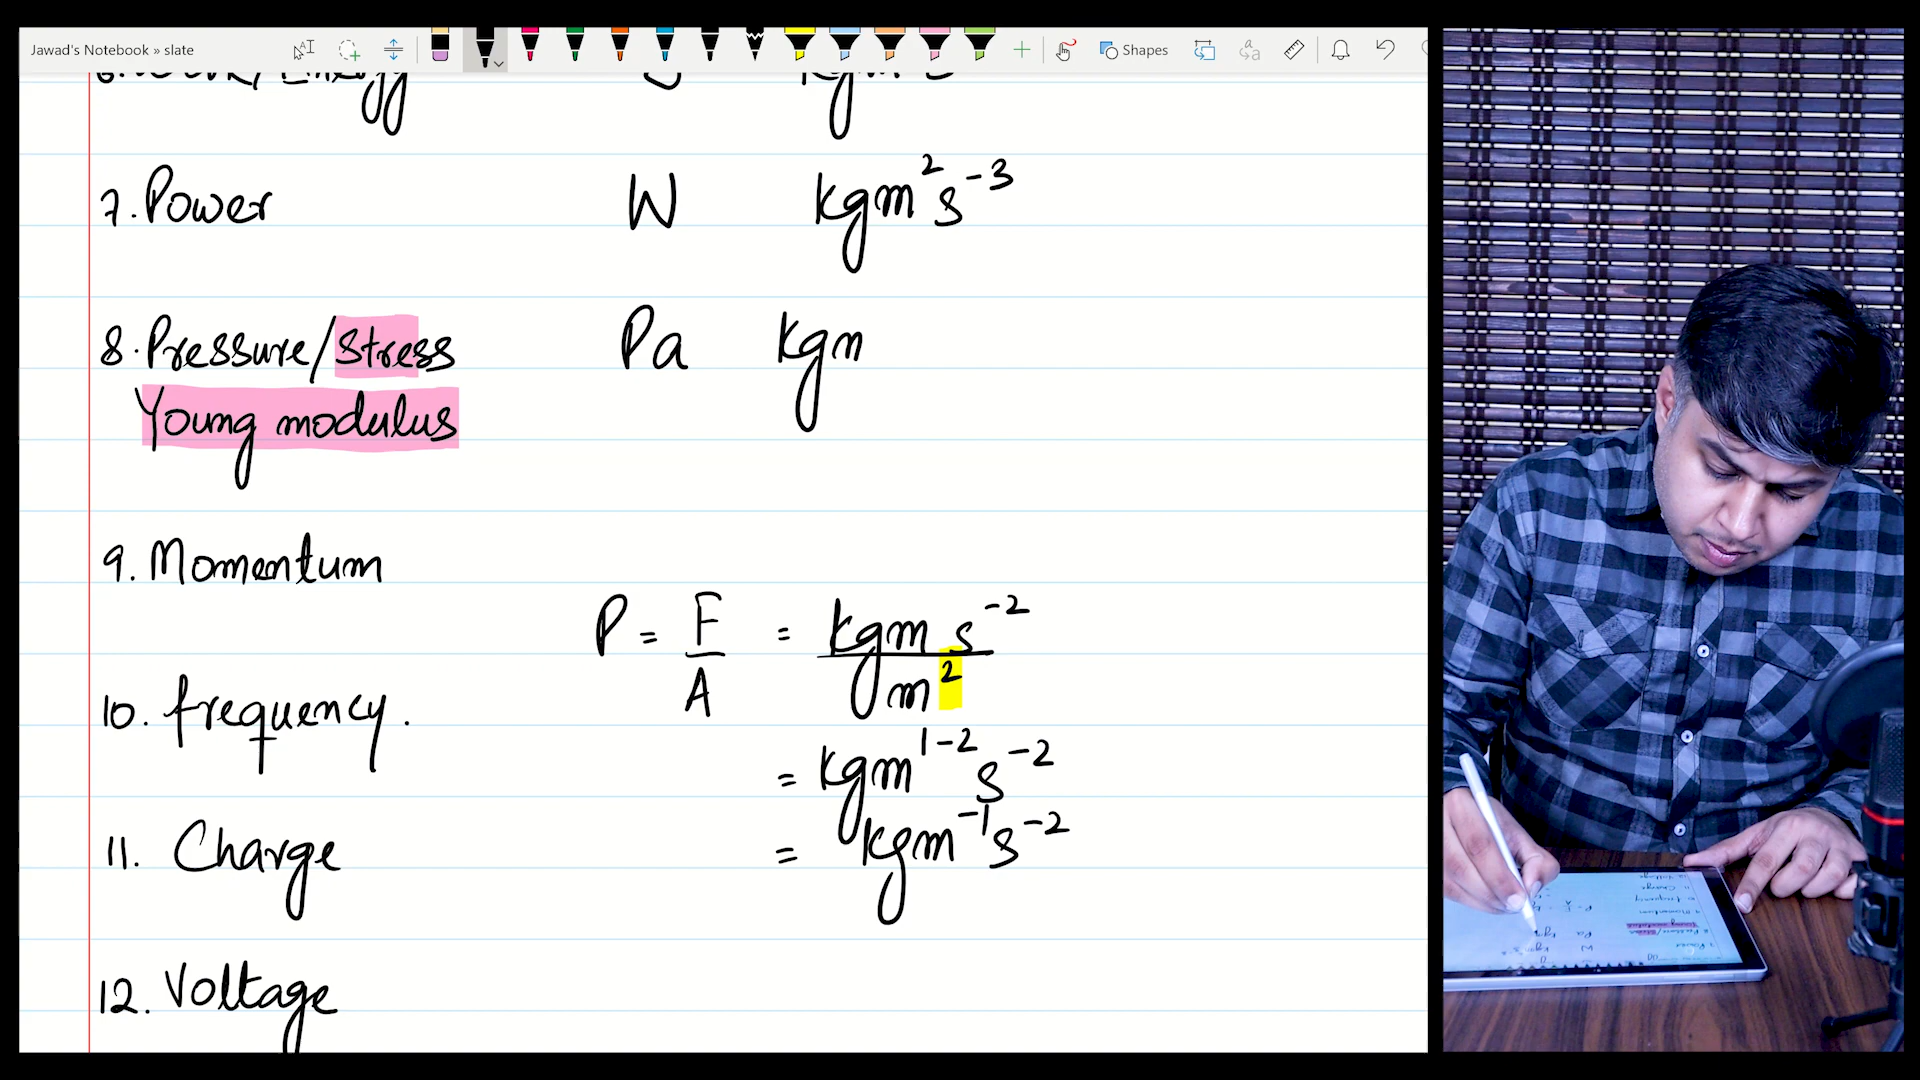 Jawad's Notebook » slate
Shapes
7. Power W kgm²s⁻³
8. Pressure/Stress Pa kgm
Young modulus
9. Momentum
P = F/A = kgm s⁻²/m²
10. frequency.
= kgm¹⁻²s⁻²
11. Charge = kgm⁻¹s⁻²
12. Voltage